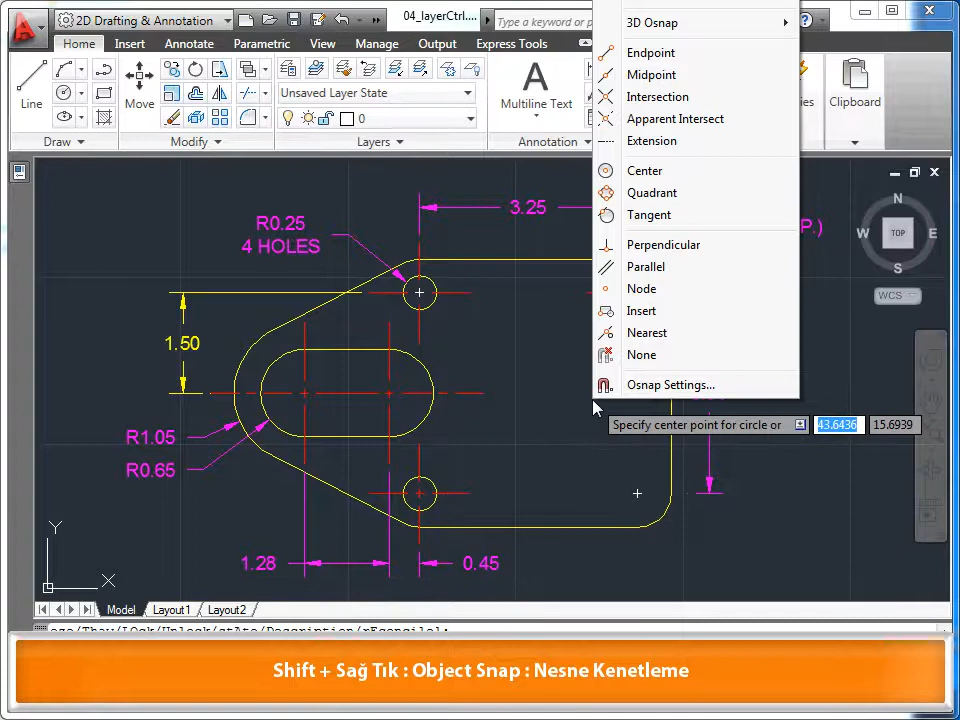 2D Drafting & Annotation
04_layerCtrl....
Type a keyword or
Home
Insert
Annotate
Parametric
View
Manage
Output
Express Tools
Line
Move
Unsaved Layer State
0
Multiline Text
Clipboard
Draw
Modify
Layers
Annotation
3D Osnap
Endpoint
Midpoint
Intersection
Apparent Intersect
Extension
Center
Quadrant
Tangent
Perpendicular
Parallel
Node
Insert
Nearest
None
Osnap Settings...
Specify center point for circle or
43.6436
15.6939
R0.25
4 HOLES
3.25
P.)
1.50
R1.05
R0.65
1.28
0.45
Y
X
N
W
TOP
E
S
WCS
Model
Layout1
Layout2
Shift + Sağ Tık : Object Snap : Nesne Kenetleme